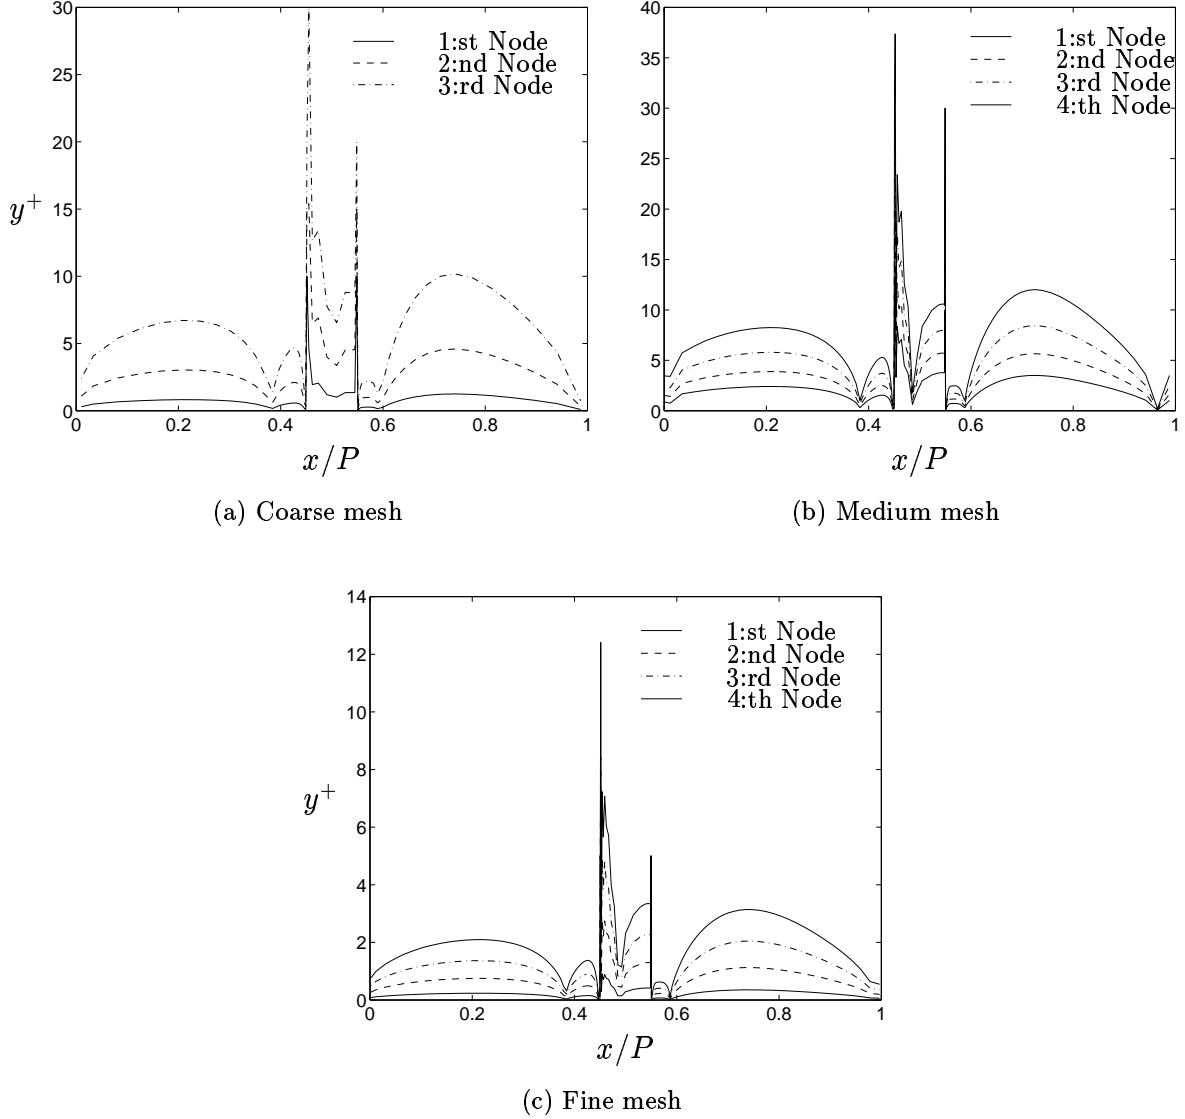 30
25
20
15
10
5
0
y+
1:st Node
2:nd Node
3:rd Node
0 0.2 0.4 0.6 0.8 1
x/P
(a) Coarse mesh
40
35
30
25
20
15
10
5
0
1:st Node
2:nd Node
3:rd Node
4:th Node
0 0.2 0.4 0.6 0.8 1
x/P
(b) Medium mesh
14
12
10
8
6
4
2
0
y+
1:st Node
2:nd Node
3:rd Node
4:th Node
0 0.2 0.4 0.6 0.8 1
x/P
(c) Fine mesh